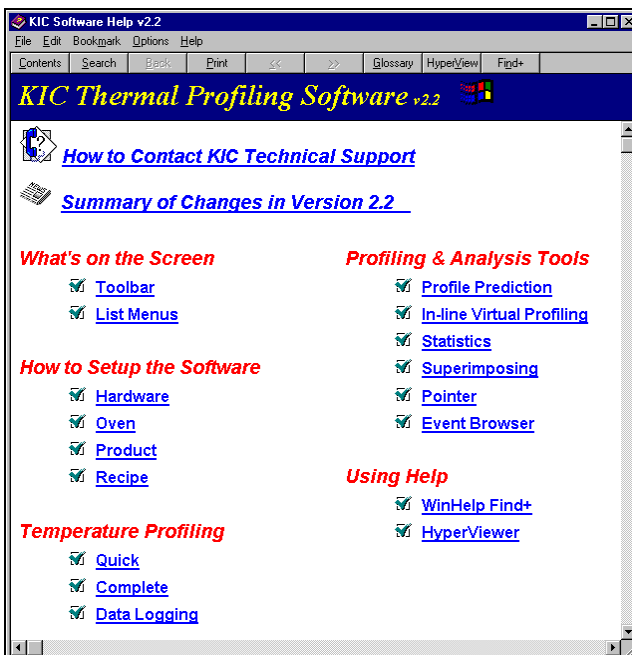 KIC Software Help v2.2
File Edit Bookmark Options Help
Contents Search Back Print << >> Glossary HyperView Find+
KIC Thermal Profiling Software v2.2
How to Contact KIC Technical Support
Summary of Changes in Version 2.2
What's on the Screen
Toolbar
List Menus
How to Setup the Software
Hardware
Oven
Product
Recipe
Temperature Profiling
Quick
Complete
Data Logging
Profiling & Analysis Tools
Profile Prediction
In-line Virtual Profiling
Statistics
Superimposing
Pointer
Event Browser
Using Help
WinHelp Find+
HyperViewer